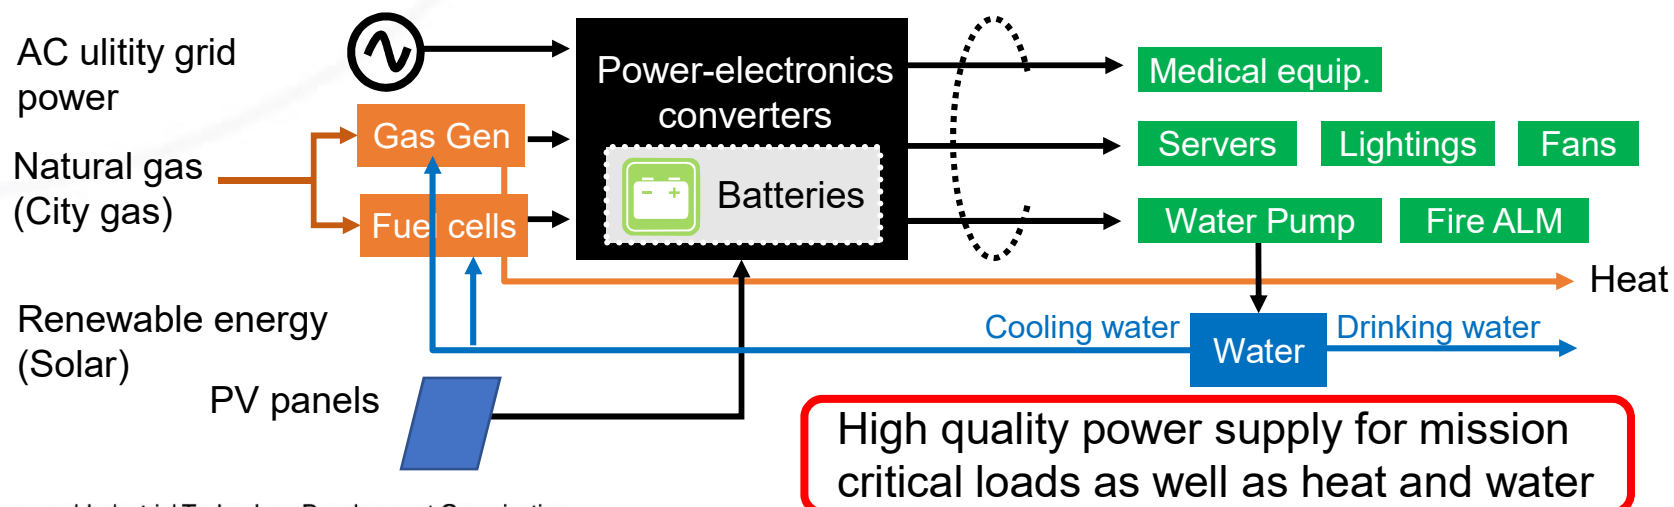 AC ulitity grid
power
Natural gas
(City gas)
Gas Gen
Fuel cells
Renewable energy
(Solar)
PV panels
Power-electronics
converters
Batteries
Medical equip.
Servers
Lightings
Fans
Water Pump
Fire ALM
Heat
Cooling water
Water
Drinking water
High quality power supply for mission
critical loads as well as heat and water